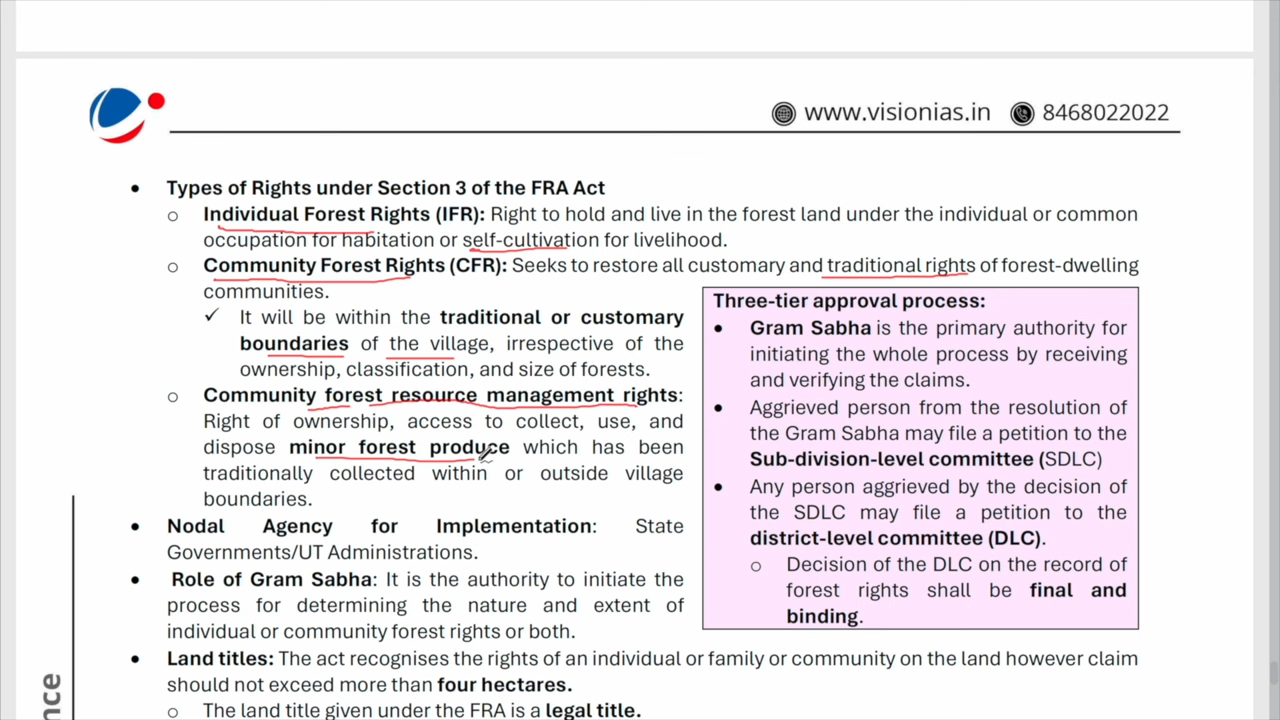 www.visionias.in 8468022022
• Types of Rights under Section 3 of the FRA Act
o Individual Forest Rights (IFR): Right to hold and live in the forest land under the individual or common
occupation for habitation or self-cultivation for livelihood.
o Community Forest Rights (CFR): Seeks to restore all customary and traditional rights of forest-dwelling
communities.
✓ It will be within the traditional or customary
boundaries of the village, irrespective of the
ownership, classification, and size of forests.
o Community forest resource management rights:
Right of ownership, access to collect, use, and
dispose minor forest produce which has been
traditionally collected within or outside village
boundaries.
• Nodal Agency for Implementation: State
Governments/UT Administrations.
• Role of Gram Sabha: It is the authority to initiate the
process for determining the nature and extent of
individual or community forest rights or both.
Three-tier approval process:
• Gram Sabha is the primary authority for
initiating the whole process by receiving
and verifying the claims.
• Aggrieved person from the resolution of
the Gram Sabha may file a petition to the
Sub-division-level committee (SDLC)
• Any person aggrieved by the decision of
the SDLC may file a petition to the
district-level committee (DLC).
o Decision of the DLC on the record of
forest rights shall be final and
binding.
• Land titles: The act recognises the rights of an individual or family or community on the land however claim
should not exceed more than four hectares.
o The land title given under the FRA is a legal title.